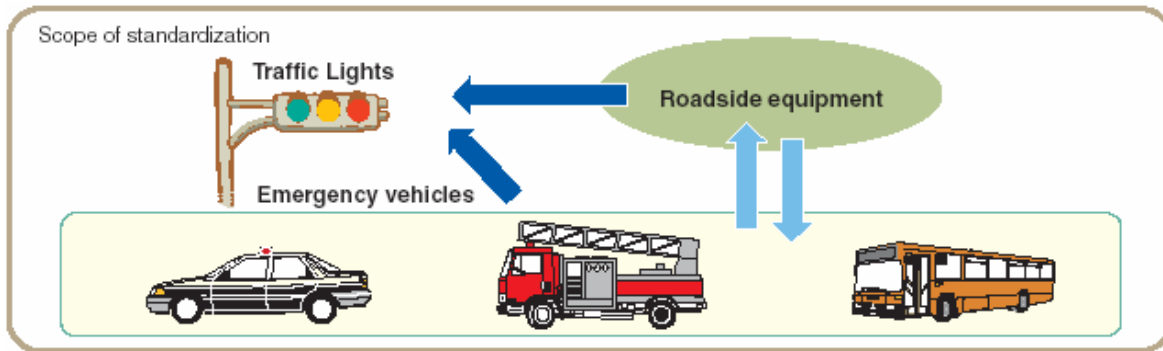 Scope of standardization
Traffic Lights
Roadside equipment
Emergency vehicles